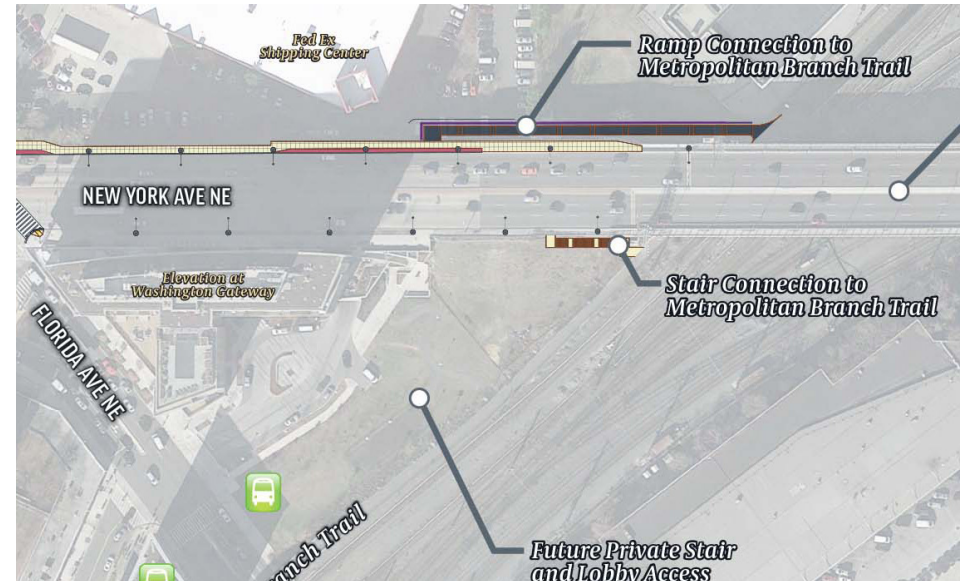 Fed Ex
Shipping Center
Ramp Connection to
Metropolitan Branch Trail
NEW YORK AVE NE
Elevation at
Washington Gateway
Stair Connection to
Metropolitan Branch Trail
FLORIDA AVE NE
Trail
Future Private Stair
and Lobby Access